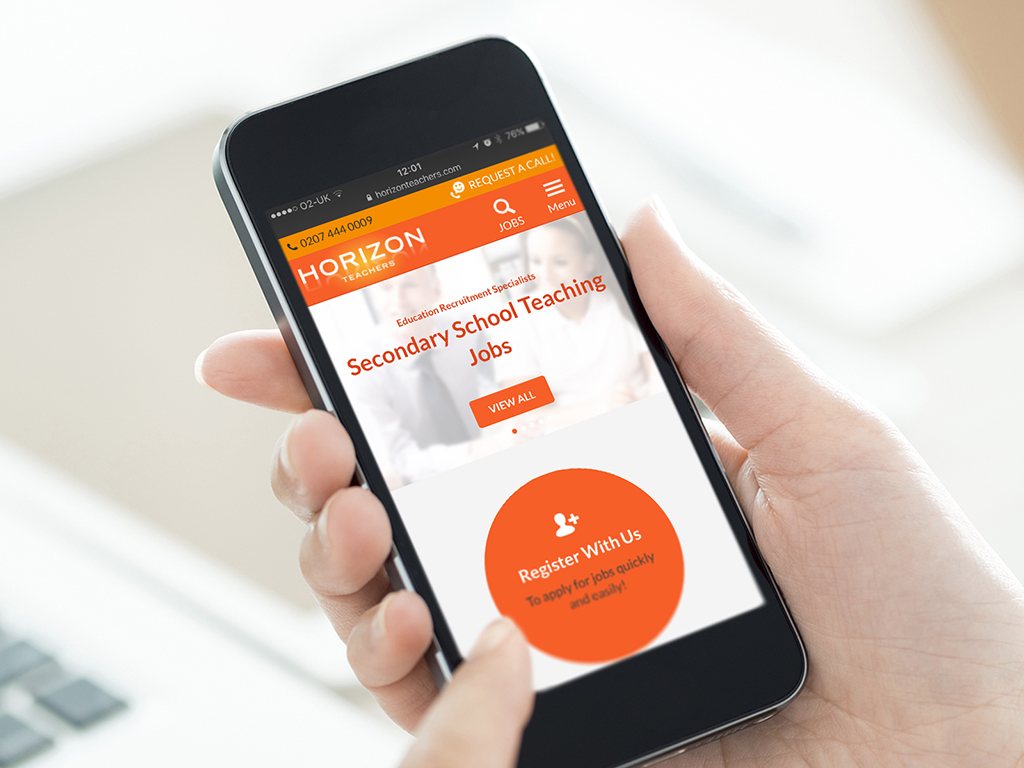 O2-UK 12:01 76%
horizonteachers.com
0207 444 0009 REQUEST A CALL!
HORIZON
TEACHERS
JOBS Menu
Education Recruitment Specialists
Secondary School Teaching
Jobs
VIEW ALL
Register With Us
To apply for jobs quickly
and easily!